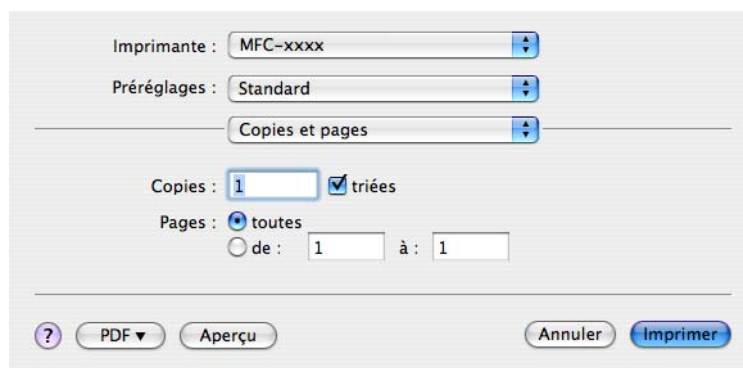 Imprimante : MFC-xxxx
Préréglages : Standard
Copies et pages
Copies : 1 triées
Pages : toutes
de : 1 à : 1
? PDF▼ Aperçu Annuler Imprimer